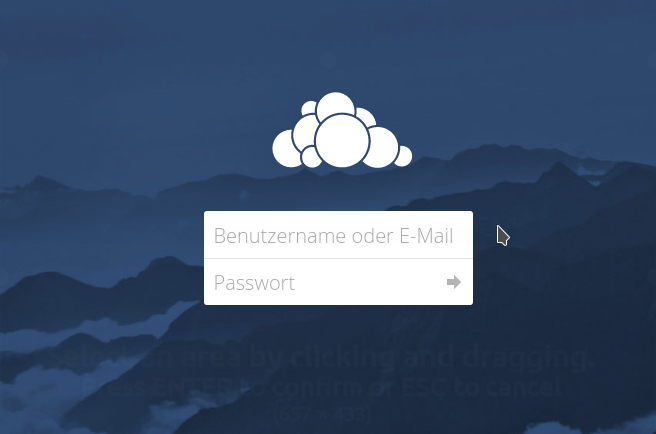 Benutzername oder E-Mail
Passwort
Select an area by clicking and dragging.
Press ENTER to confirm or ESC to cancel
(657 x 433)